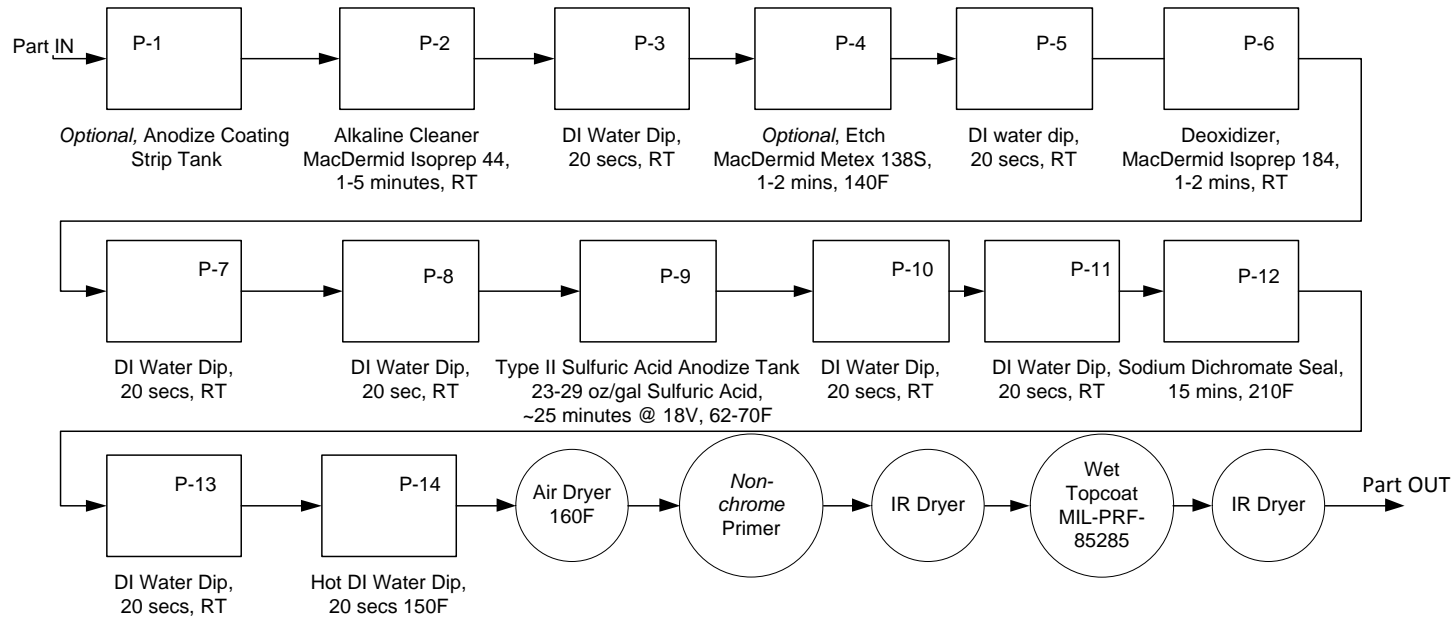 Part IN
P-1
Optional, Anodize Coating
Strip Tank
P-2
Alkaline Cleaner
MacDermid Isoprep 44,
1-5 minutes, RT
P-3
DI Water Dip,
20 secs, RT
P-4
Optional, Etch
MacDermid Metex 138S,
1-2 mins, 140F
P-5
DI water dip,
20 secs, RT
P-6
Deoxidizer,
MacDermid Isoprep 184,
1-2 mins, RT
P-7
DI Water Dip,
20 secs, RT
P-8
DI Water Dip,
20 sec, RT
P-9
Type II Sulfuric Acid Anodize Tank
23-29 oz/gal Sulfuric Acid,
~25 minutes @ 18V, 62-70F
P-10
DI Water Dip,
20 secs, RT
P-11
DI Water Dip,
20 secs, RT
P-12
Sodium Dichromate Seal,
15 mins, 210F
P-13
DI Water Dip,
20 secs, RT
P-14
Hot DI Water Dip,
20 secs 150F
Air Dryer
160F
Non-
chrome
Primer
IR Dryer
Wet
Topcoat
MIL-PRF-
85285
IR Dryer
Part OUT